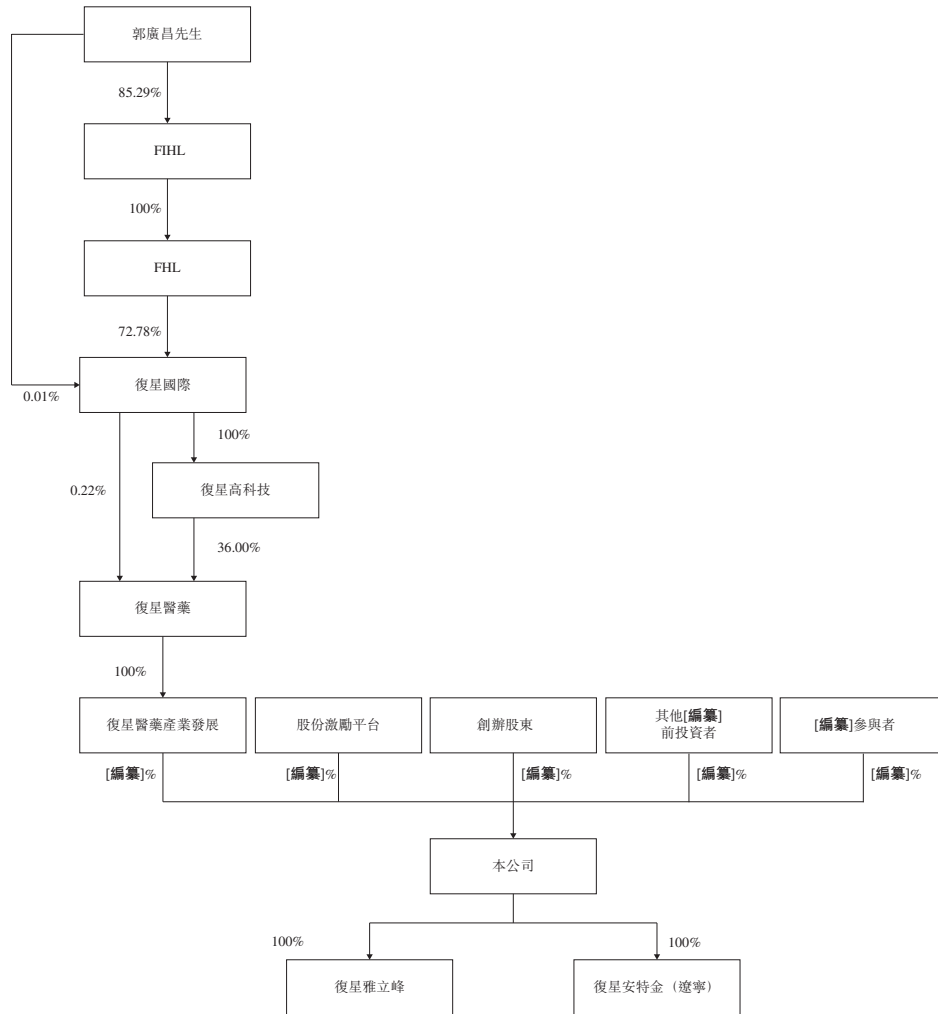 郭廣昌先生
85.29%
FIHL
100%
FHL
72.78%
復星國際
0.01%
100%
0.22%
復星高科技
36.00%
復星醫藥
100%
復星醫藥產業發展
股份激勵平台
創辦股東
其他[編纂]
前投資者
[編纂]參與者
[編纂]%
[編纂]%
[編纂]%
[編纂]%
[編纂]%
本公司
100%
100%
復星雅立峰
復星安特金（遼寧）